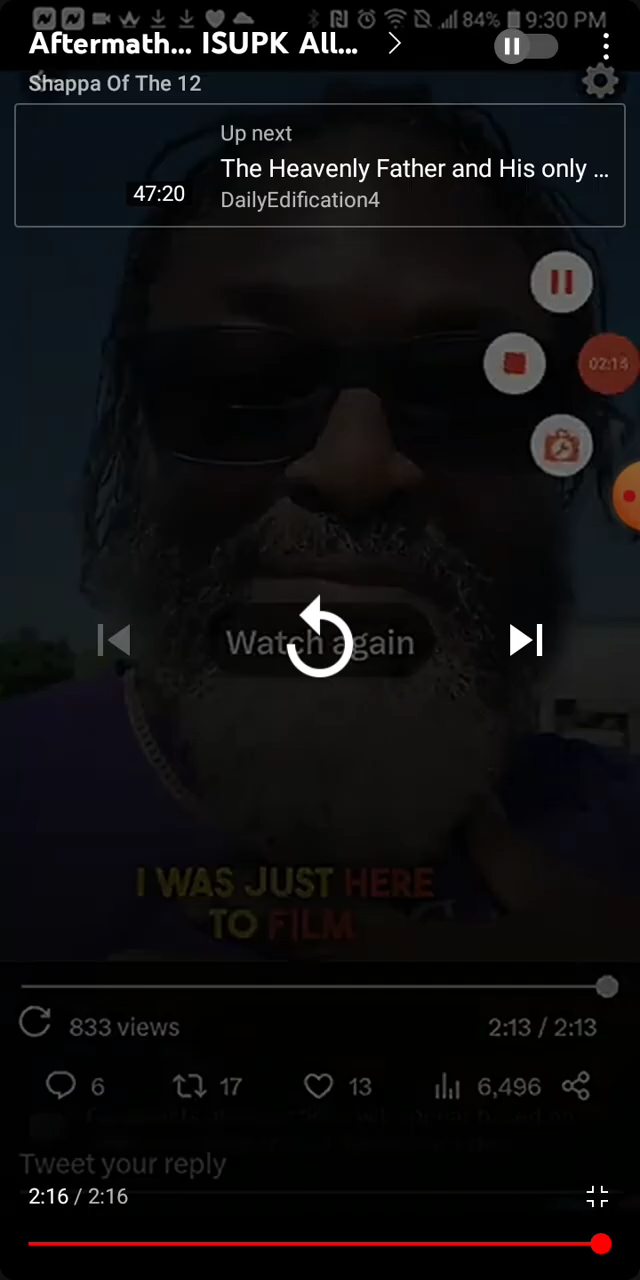 84% 9:30 PM
Aftermath... ISUPK All...
Shappa Of The 12
Up next
The Heavenly Father and His only ...
47:20
DailyEdification4
02:14
Watch again
I WAS JUST HERE
TO FILM
833 views
2:13 / 2:13
6
17
13
6,496
Tweet your reply
2:16 / 2:16